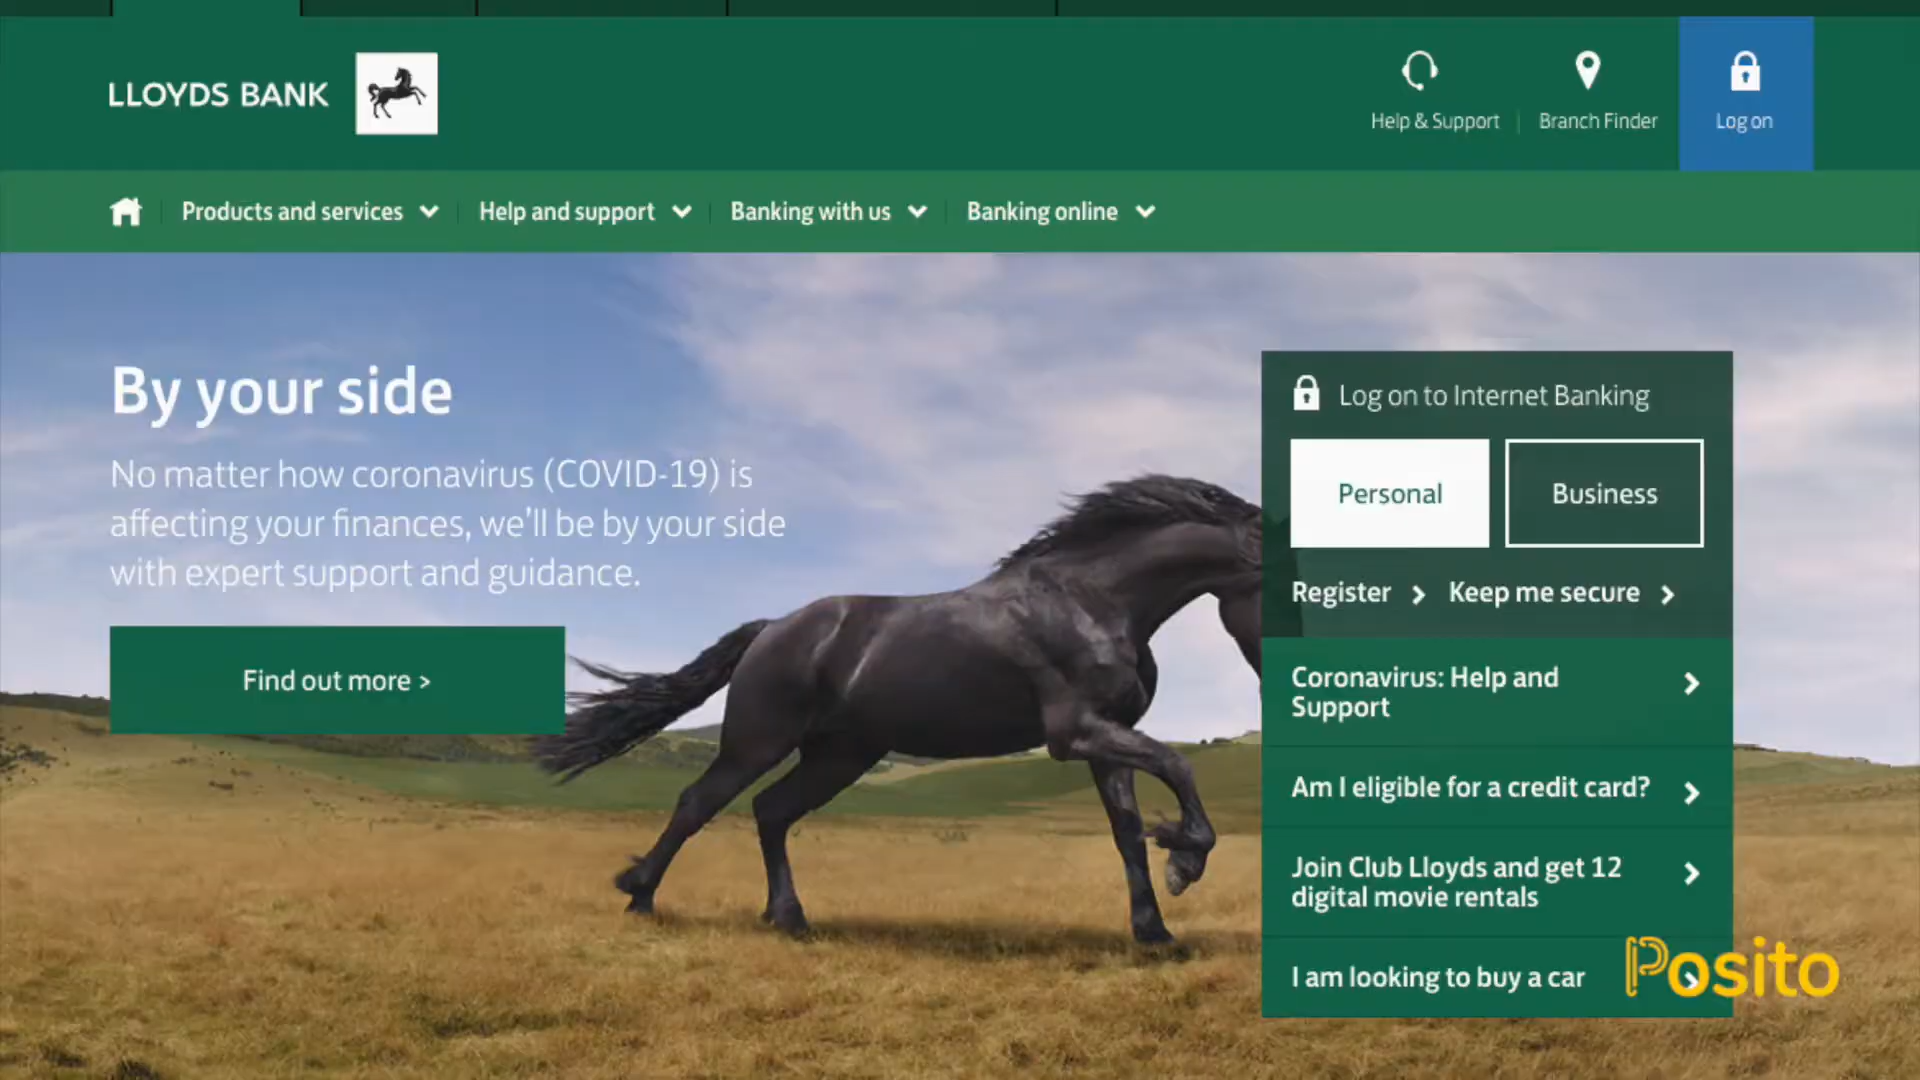 LLOYDS BANK
Help & Support
Branch Finder
Log on
Products and services
Help and support
Banking with us
Banking online
By your side
No matter how coronavirus (COVID-19) is
affecting your finances, we'll be by your side
with expert support and guidance.
Find out more >
Log on to Internet Banking
Personal
Business
Register
Keep me secure
Coronavirus: Help and
Support
Am I eligible for a credit card?
Join Club Lloyds and get 12
digital movie rentals
I am looking to buy a car
Posito